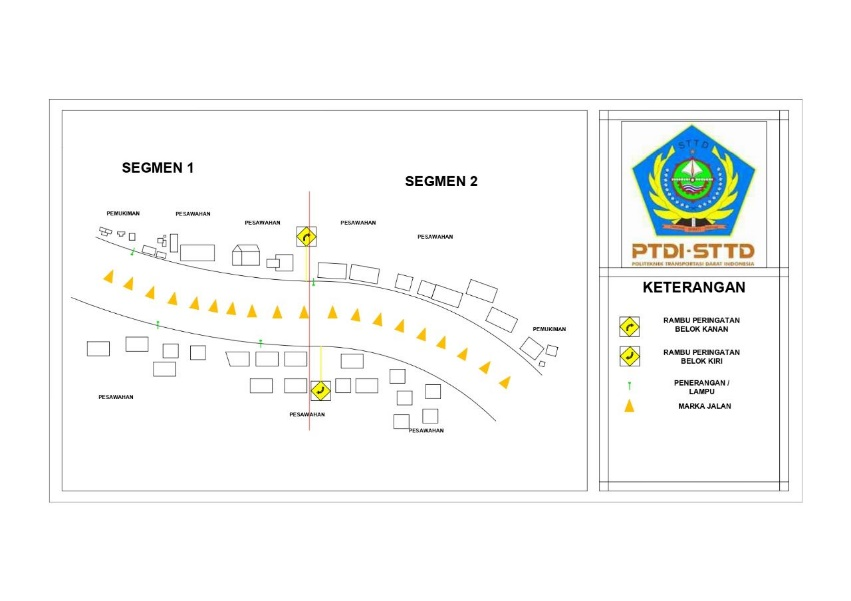 SEGMEN 1
SEGMEN 2
PEMUKIMAN
PESAWAHAN
PESAWAHAN
PESAWAHAN
PESAWAHAN
PEMUKIMAN
PESAWAHAN
PESAWAHAN
PESAWAHAN
STTD
PTDI-STTD
POLITEKNIK TRANSPORTASI DARAT INDONESIA
KETERANGAN
RAMBU PERINGATAN
BELOK KANAN
RAMBU PERINGATAN
BELOK KIRI
PENERANGAN /
LAMPU
MARKA JALAN